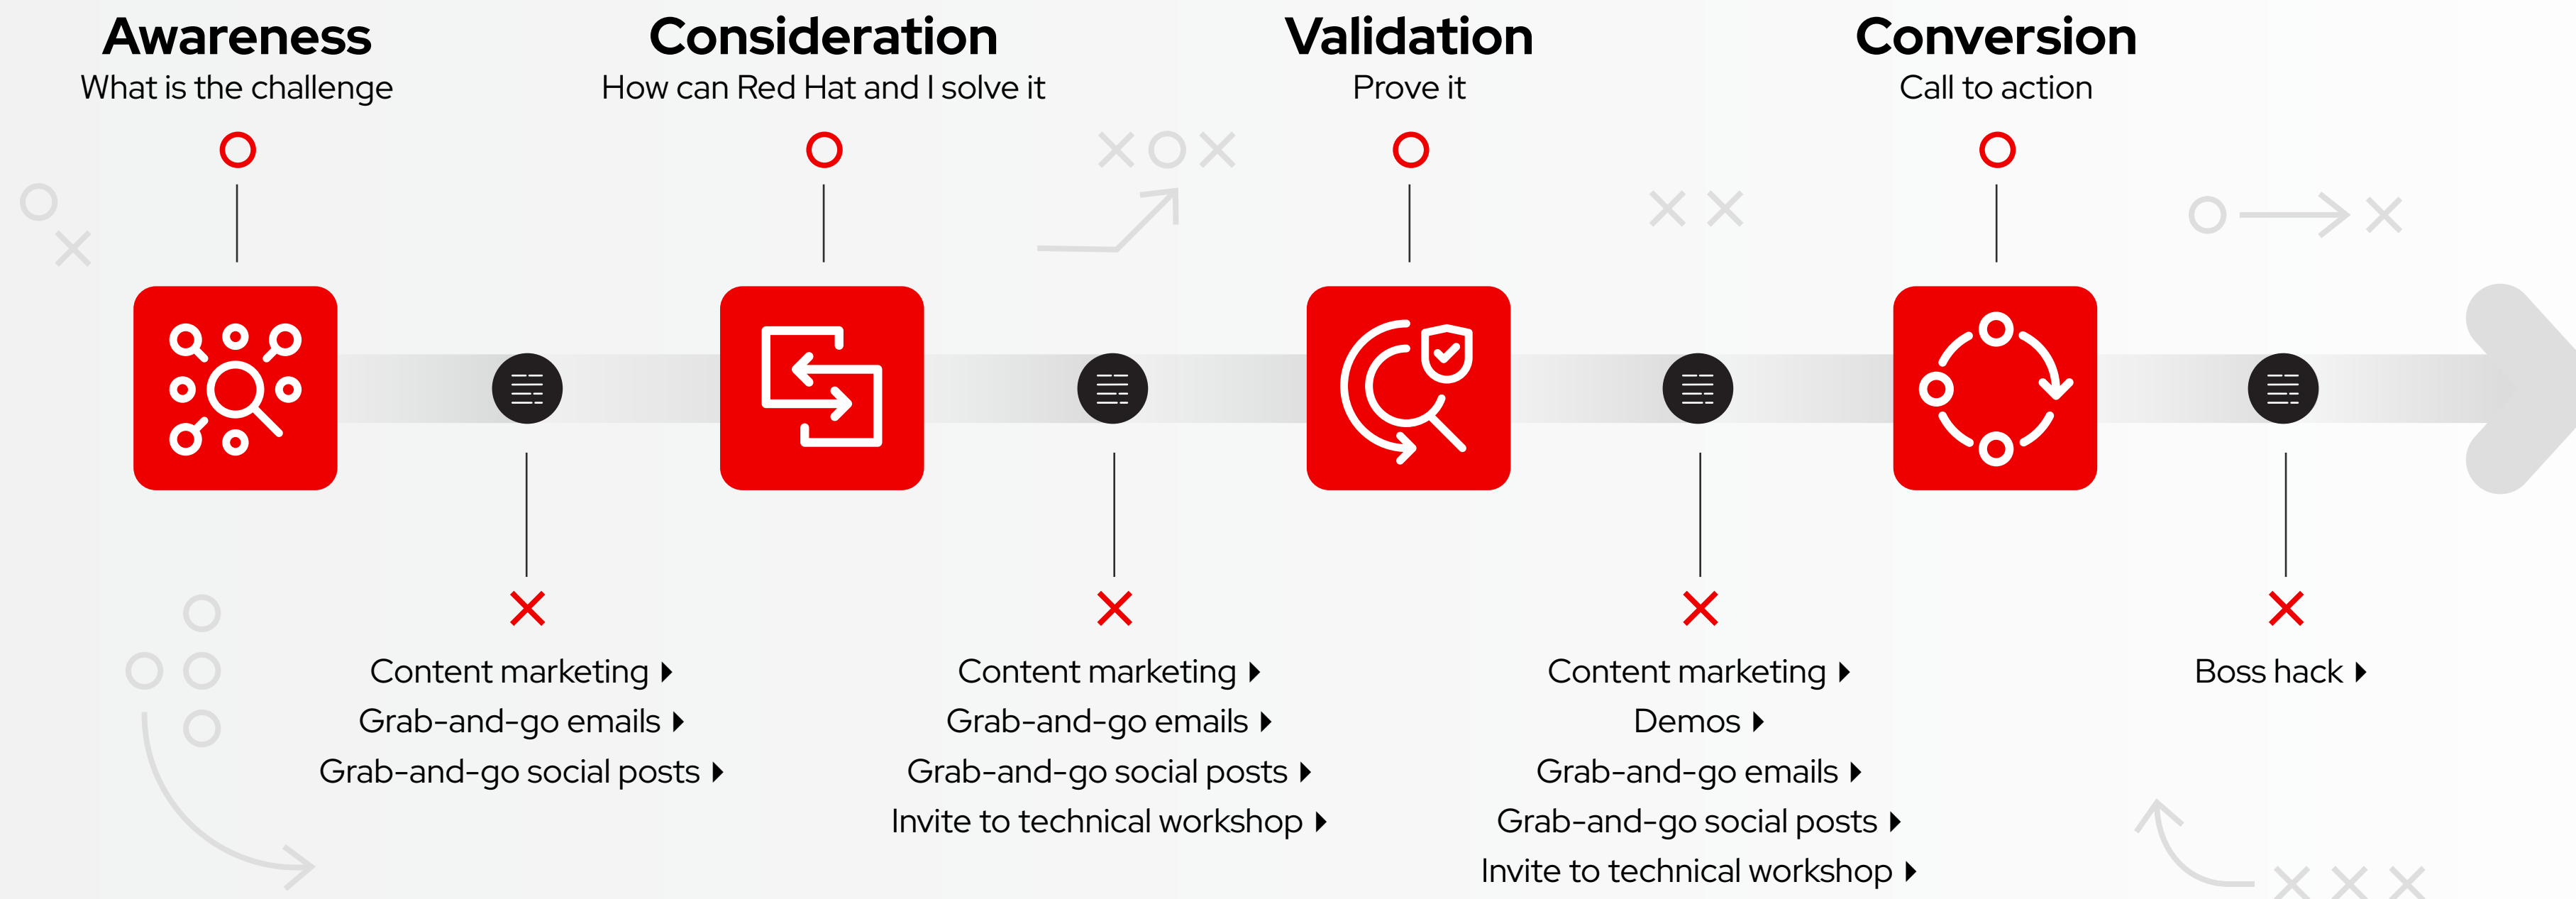 Awareness
What is the challenge
Consideration
How can Red Hat and I solve it
Validation
Prove it
Conversion
Call to action
Content marketing
Grab-and-go emails
Grab-and-go social posts
Content marketing
Grab-and-go emails
Grab-and-go social posts
Invite to technical workshop
Content marketing
Demos
Grab-and-go emails
Grab-and-go social posts
Invite to technical workshop
Boss hack